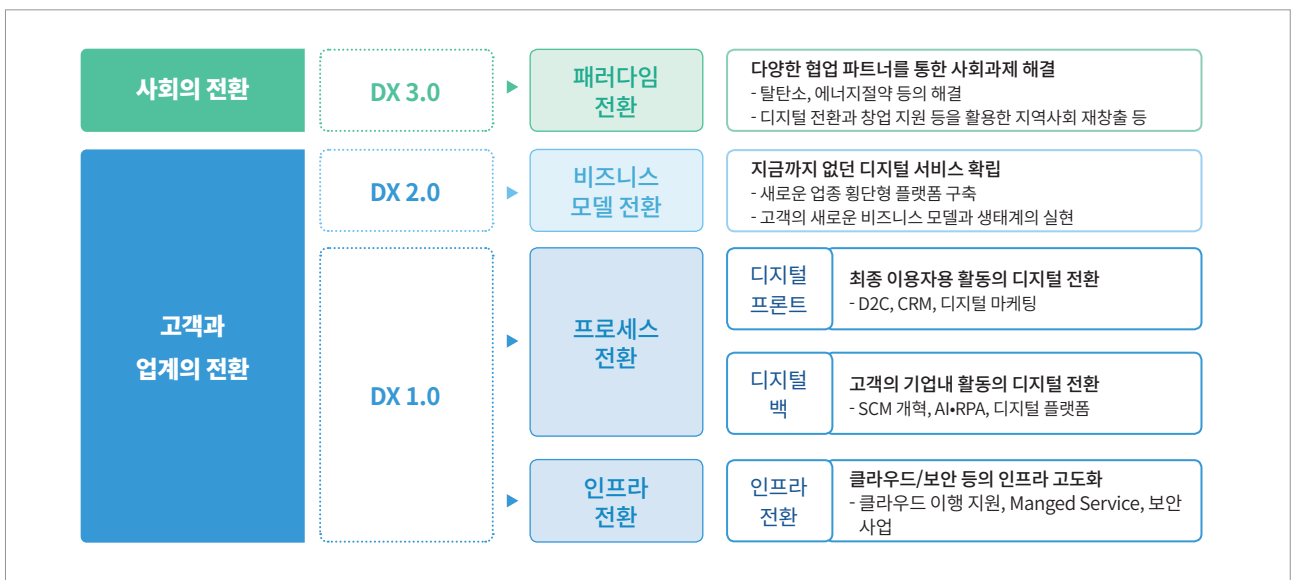 사회의 전환
DX 3.0
패러다임
전환
다양한 협업 파트너를 통한 사회과제 해결
- 탈탄소, 에너지절약 등의 해결
- 디지털 전환과 창업 지원 등을 활용한 지역사회 재창출 등
고객과
업계의 전환
DX 2.0
비즈니스
모델 전환
지금까지 없던 디지털 서비스 확립
- 새로운 업종 횡단형 플랫폼 구축
- 고객의 새로운 비즈니스 모델과 생태계의 실현
DX 1.0
프로세스
전환
디지털
프론트
최종 이용자용 활동의 디지털 전환
- D2C, CRM, 디지털 마케팅
디지털
백
고객의 기업내 활동의 디지털 전환
- SCM 개혁, AI•RPA, 디지털 플랫폼
인프라
전환
인프라
전환
클라우드/보안 등의 인프라 고도화
- 클라우드 이행 지원, Manged Service, 보안
사업